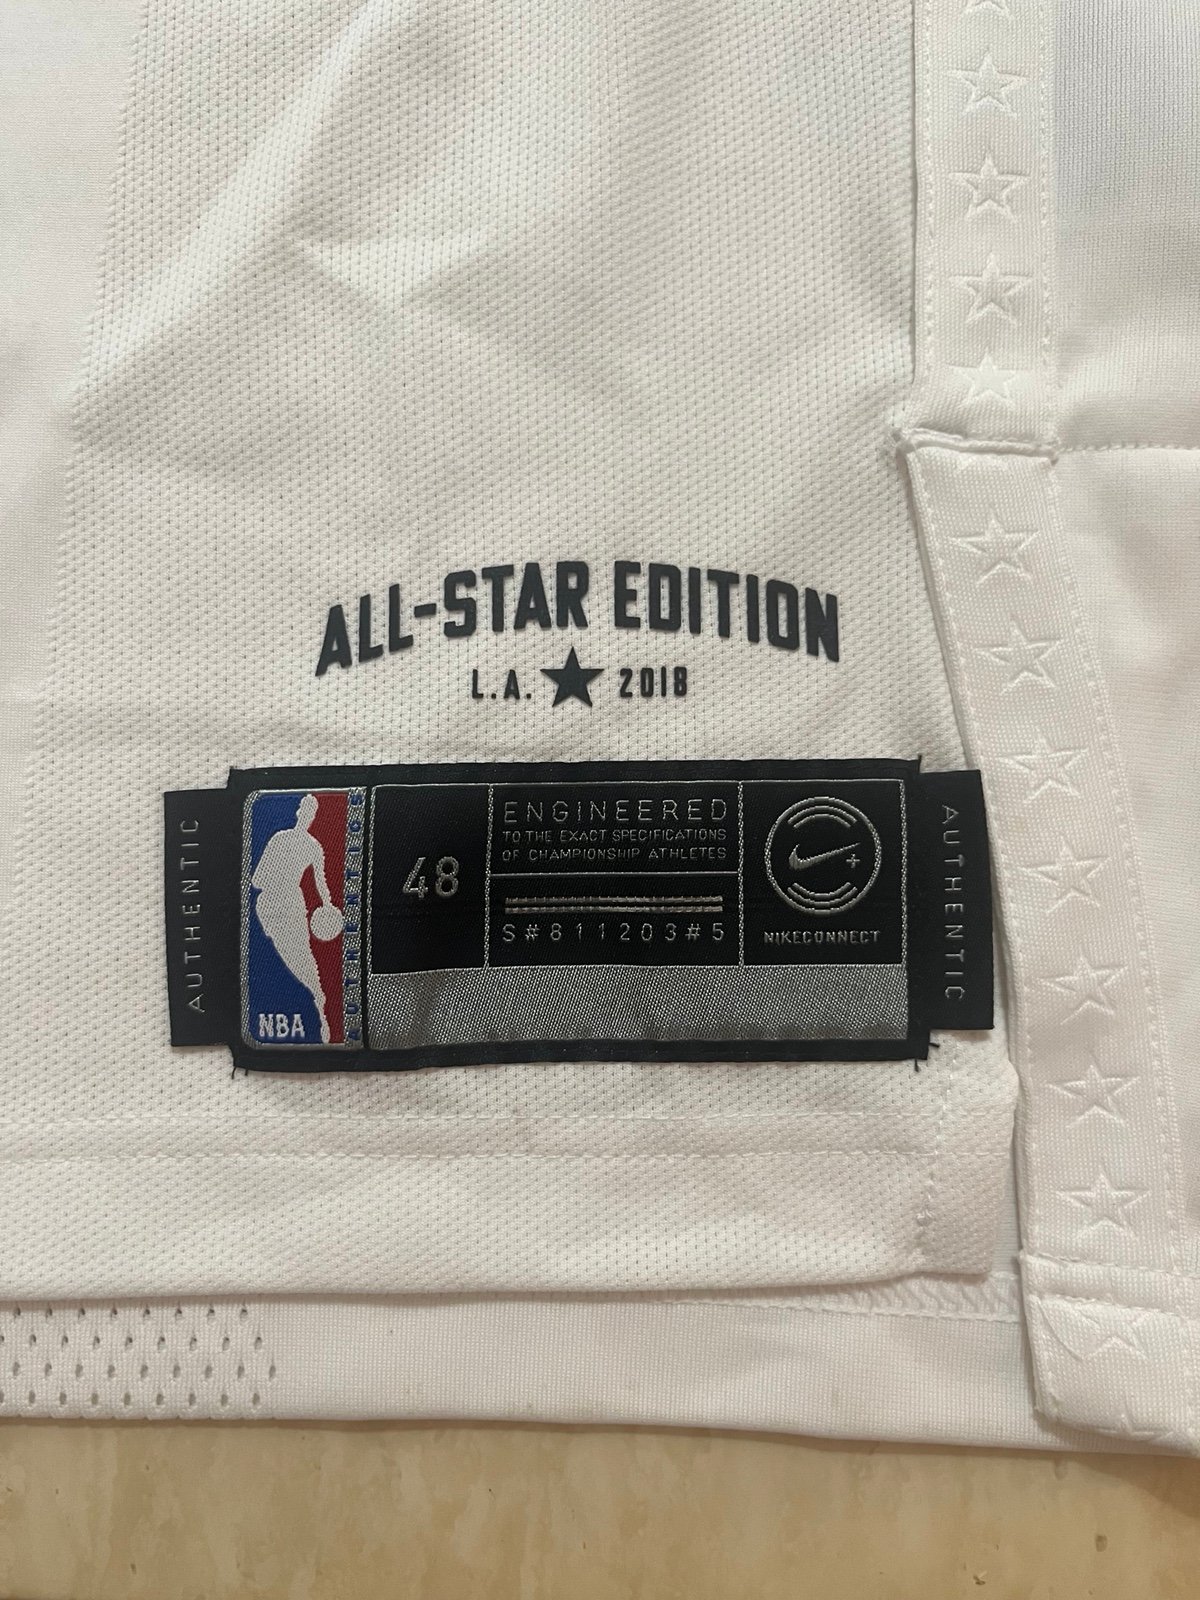 ALL-STAR EDITION
L.A. ★ 2018
AUTHENTIC
NBA
AUTHENTICS
48
ENGINEERED
TO THE EXACT SPECIFICATIONS
OF CHAMPIONSHIP ATHLETES
S#811203#5
NIKECONNECT
AUTHENTIC